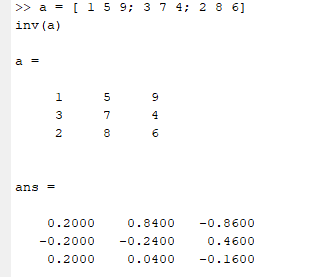 >> a = [ 1 5 9; 3 7 4; 2 8 6]
inv(a)
a =
1 5 9
3 7 4
2 8 6
ans =
0.2000 0.8400 -0.8600
-0.2000 -0.2400 0.4600
0.2000 0.0400 -0.1600